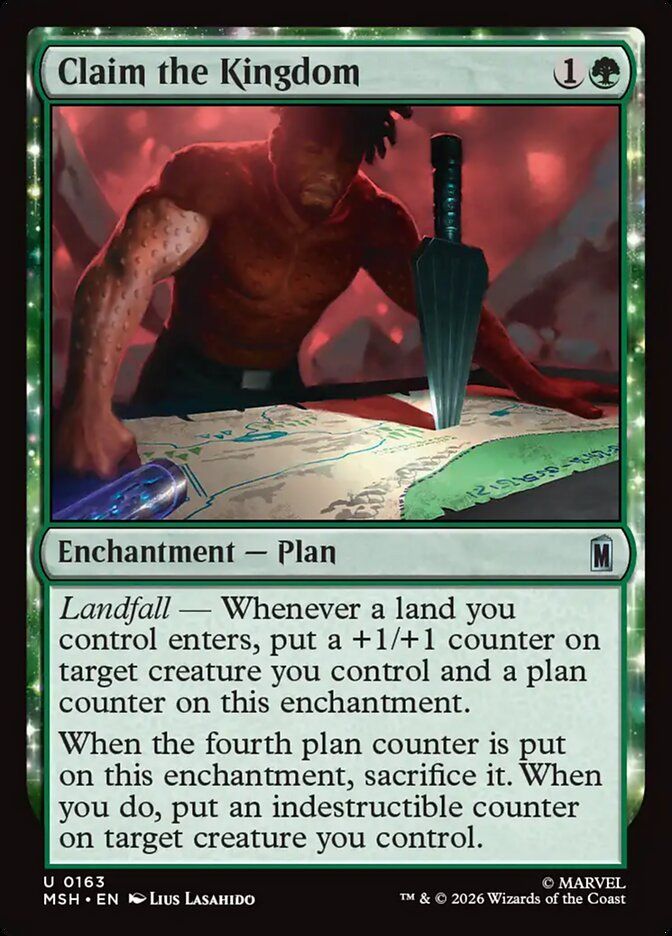 Claim the Kingdom 1
Enchantment — Plan M
Landfall — Whenever a land you
control enters, put a +1/+1 counter on
target creature you control and a plan
counter on this enchantment.
When the fourth plan counter is put
on this enchantment, sacrifice it. When
you do, put an indestructible counter
on target creature you control.
U 0163
MSH • EN Lius Lasahido
© MARVEL
™ & © 2026 Wizards of the Coast